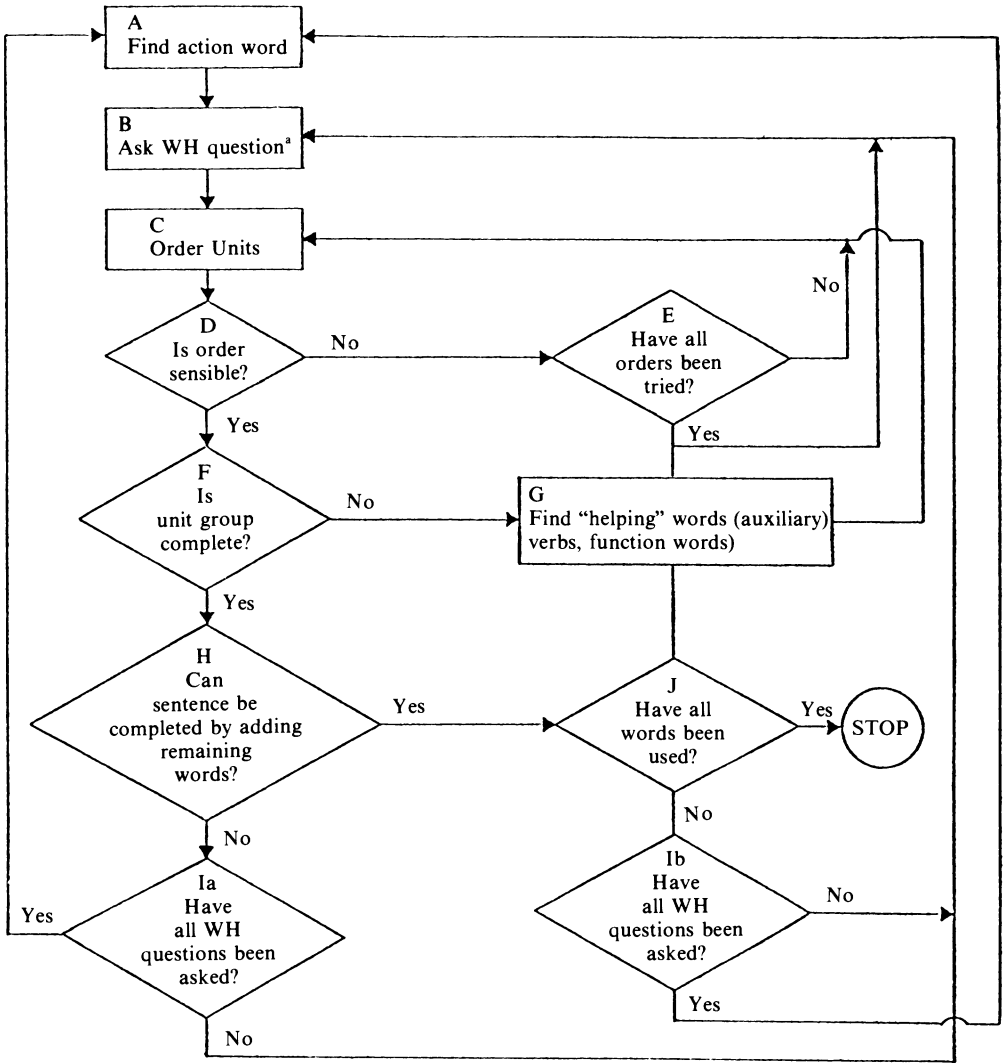 A
Find action word
B
Ask WH questionª
C
Order Units
No
D
Is order
sensible?
No
E
Have all
orders been
tried?
Yes
Yes
F
Is
unit group
complete?
No
G
Find “helping” words (auxiliary)
verbs, function words)
Yes
H
Can
sentence be
completed by adding
remaining
words?
Yes
J
Have all
words been
used?
Yes
STOP
No
No
Ia
Have
all WH
questions been
asked?
Yes
Ib
Have
all WH
questions been
asked?
No
Yes
No